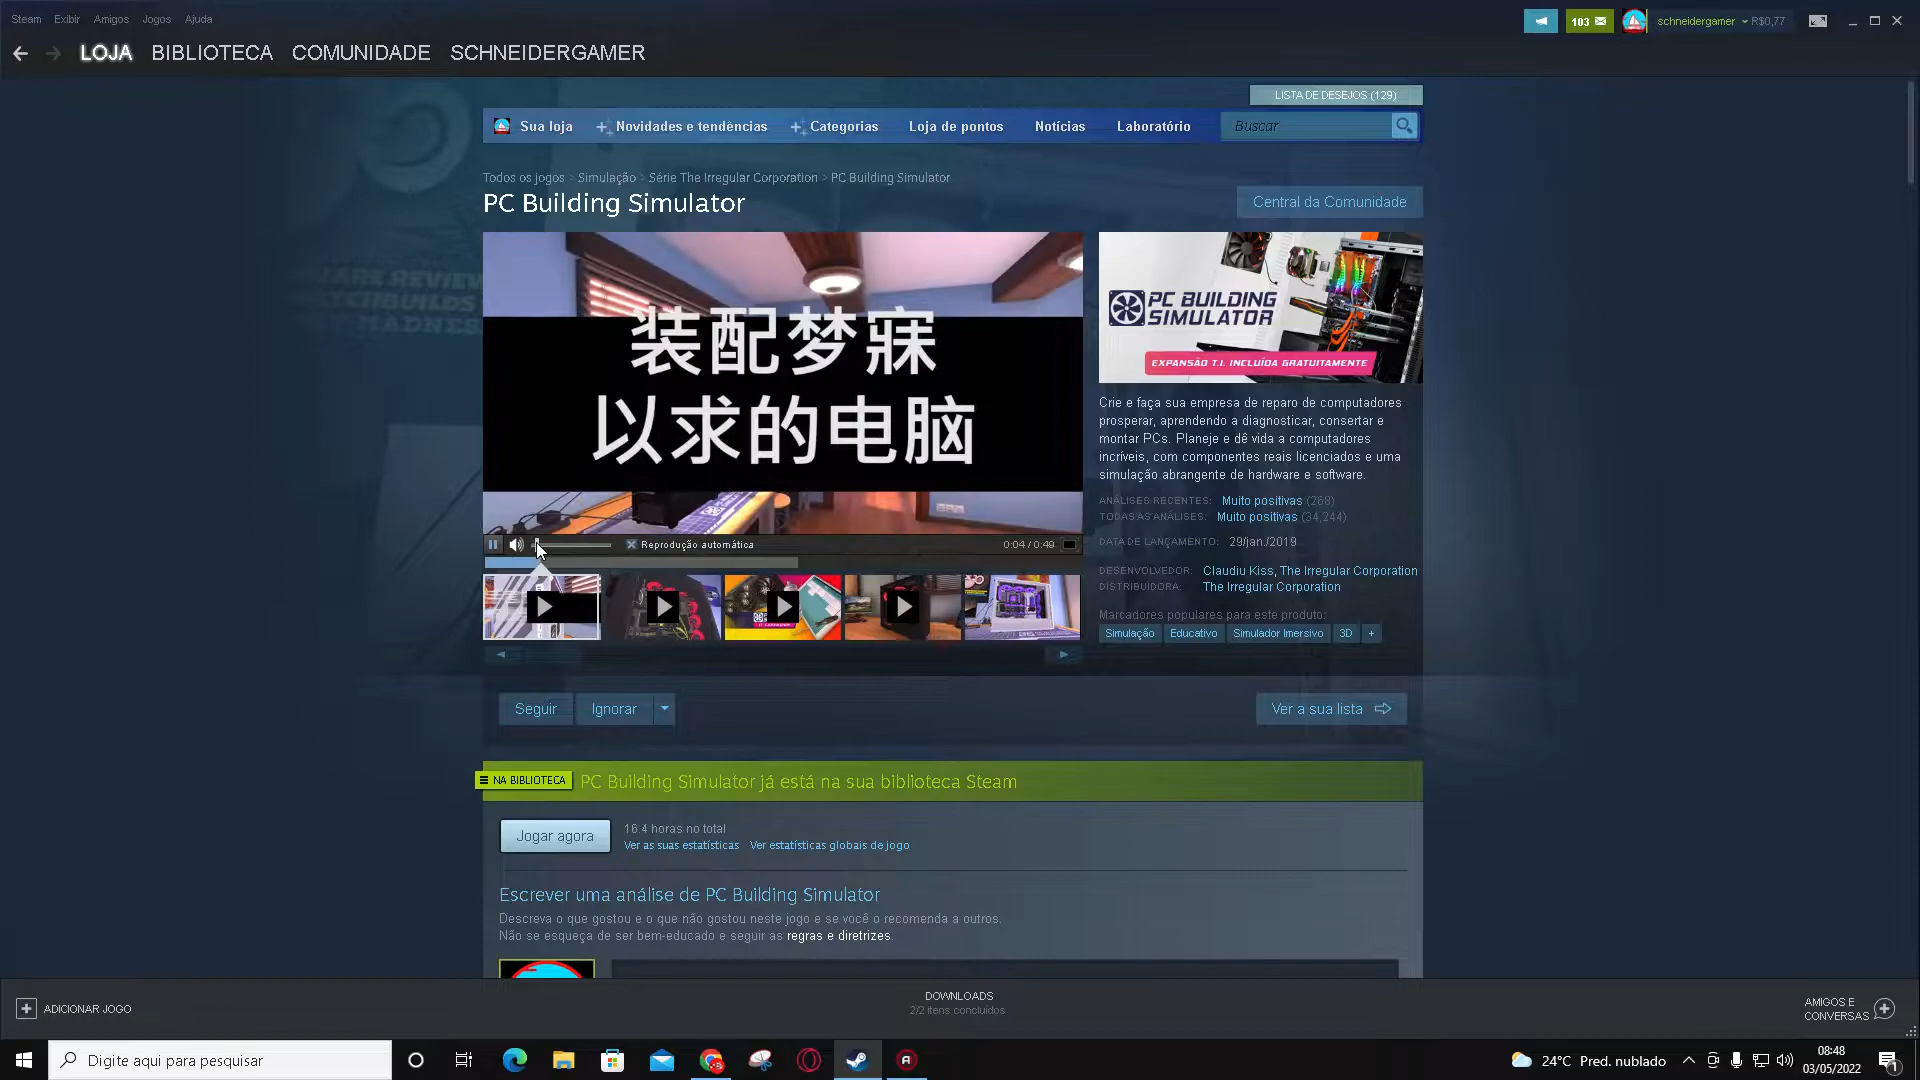 Steam Exibir Amigos Jogos Ajuda
103
schneidergamer R$0,77
LOJA BIBLIOTECA COMUNIDADE SCHNEIDERGAMER
LISTA DE DESEJOS (129)
Sua loja Novidades e tendências Categorias Loja de pontos Notícias Laboratório Buscar
Todos os jogos > Simulação > Série The Irregular Corporation > PC Building Simulator
PC Building Simulator
Central da Comunidade
装配梦寐
以求的电脑
0:04 / 0:49
Reprodução automática
PC BUILDING
SIMULATOR
EXPANSÃO T.I. INCLUÍDA GRATUITAMENTE
Crie e faça sua empresa de reparo de computadores
prosperar, aprendendo a diagnosticar, consertar e
montar PCs. Planeje e dê vida a computadores
incríveis, com componentes reais licenciados e uma
simulação abrangente de hardware e software.
ANÁLISES RECENTES: Muito positivas (268)
TODAS AS ANÁLISES: Muito positivas (34,244)
DATA DE LANÇAMENTO: 29/jan./2019
DESENVOLVEDOR: Claudiu Kiss, The Irregular Corporation
DISTRIBUIDORA: The Irregular Corporation
Marcadores populares para este produto:
Simulação Educativo Simulador Imersivo 3D +
Seguir Ignorar Ver a sua lista
NA BIBLIOTECA PC Building Simulator já está na sua biblioteca Steam
Jogar agora
16.4 horas no total
Ver as suas estatísticas Ver estatísticas globais de jogo
Escrever uma análise de PC Building Simulator
Descreva o que gostou e o que não gostou neste jogo e se você o recomenda a outros.
Não se esqueça de ser bem-educado e seguir as regras e diretrizes.
ADICIONAR JOGO
DOWNLOADS
2/2 itens concluídos
AMIGOS E
CONVERSAS
Digite aqui para pesquisar
24°C Pred. nublado
08:48
03/05/2022
1